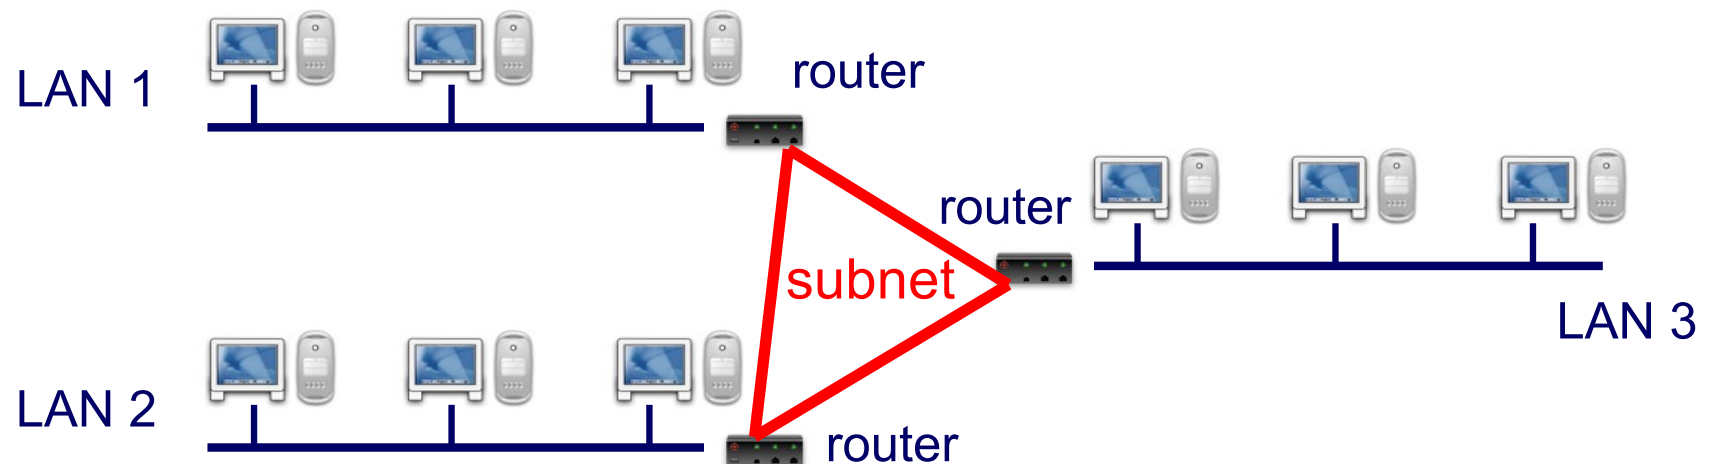 LAN 1
router
router
subnet
LAN 3
LAN 2
router